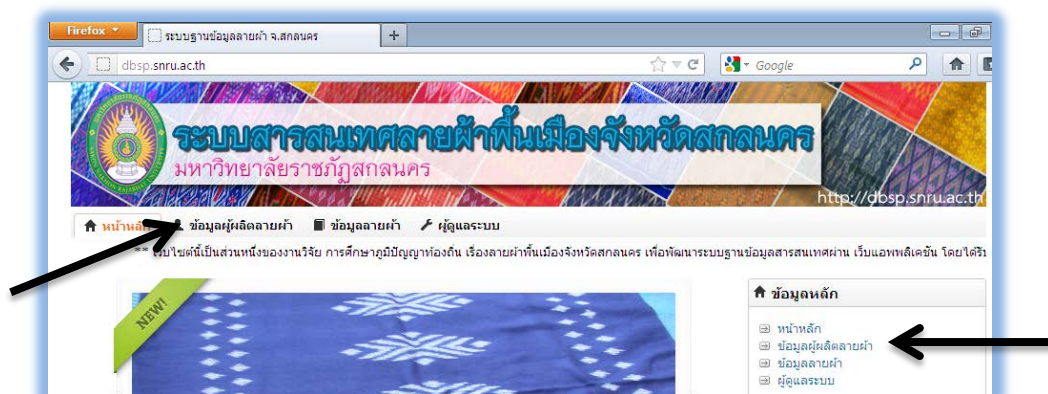 Firefox
ระบบฐานข้อมูลลายผ้า จ.สกลนคร
dbsp.snru.ac.th
Google
ระบบสารสนเทศลายผ้าพื้นเมืองจังหวัดสกลนคร
มหาวิทยาลัยราชภัฏสกลนคร
http://dbsp.snru.ac.th
หน้าหลัก ข้อมูลผู้ผลิตลายผ้า ข้อมูลลายผ้า ผู้ดูแลระบบ
** เว็บไซต์นี้เป็นส่วนหนึ่งของงานวิจัย การศึกษาภูมิปัญญาท้องถิ่น เรื่องลายผ้าพื้นเมืองจังหวัดสกลนคร เพื่อพัฒนาระบบฐานข้อมูลสารสนเทศผ่าน เว็บแอพพลิเคชั่น โดยได้รับ
NEW!
ข้อมูลหลัก
หน้าหลัก
ข้อมูลผู้ผลิตลายผ้า
ข้อมูลลายผ้า
ผู้ดูแลระบบ